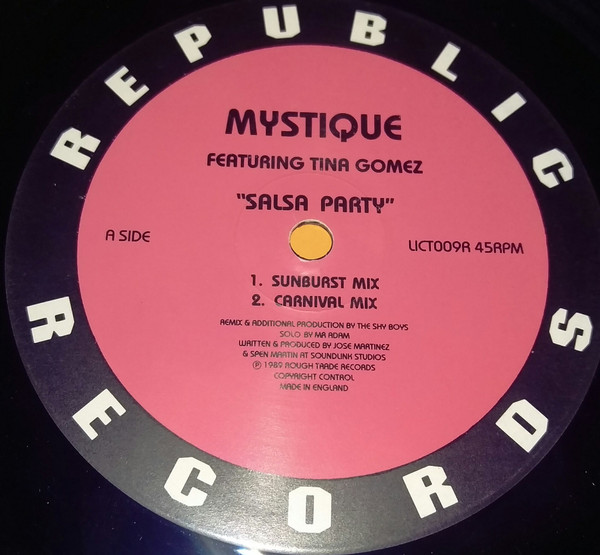 REPUBLIC
MYSTIQUE
FEATURING TINA GOMEZ
"SALSA PARTY"
A SIDE
LICT009R 45RPM
1. SUNBURST MIX
2. CARNIVAL MIX
REMIX & ADDITIONAL PRODUCTION BY THE SHY BOYS
SOLO BY MR ADAM
WRITTEN & PRODUCED BY JOSE MARTINEZ
& SPEN MARTIN AT SOUNDLINK STUDIOS
℗ 1989 ROUGH TRADE RECORDS
COPYRIGHT CONTROL
MADE IN ENGLAND
RECORDS